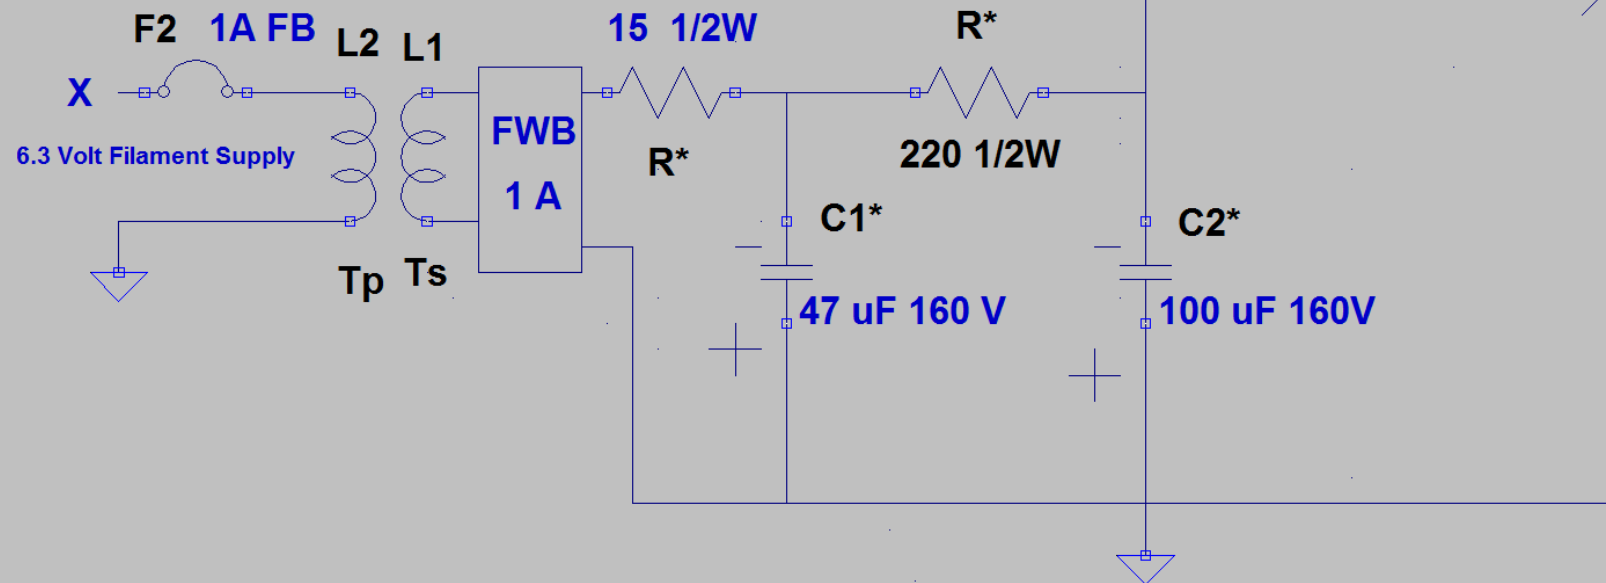 F2 1A FB
L2 L1
15 1/2W
R*
X
FWB
1 A
6.3 Volt Filament Supply
R*
220 1/2W
C1*
C2*
Tp Ts
47 uF 160 V
100 uF 160V